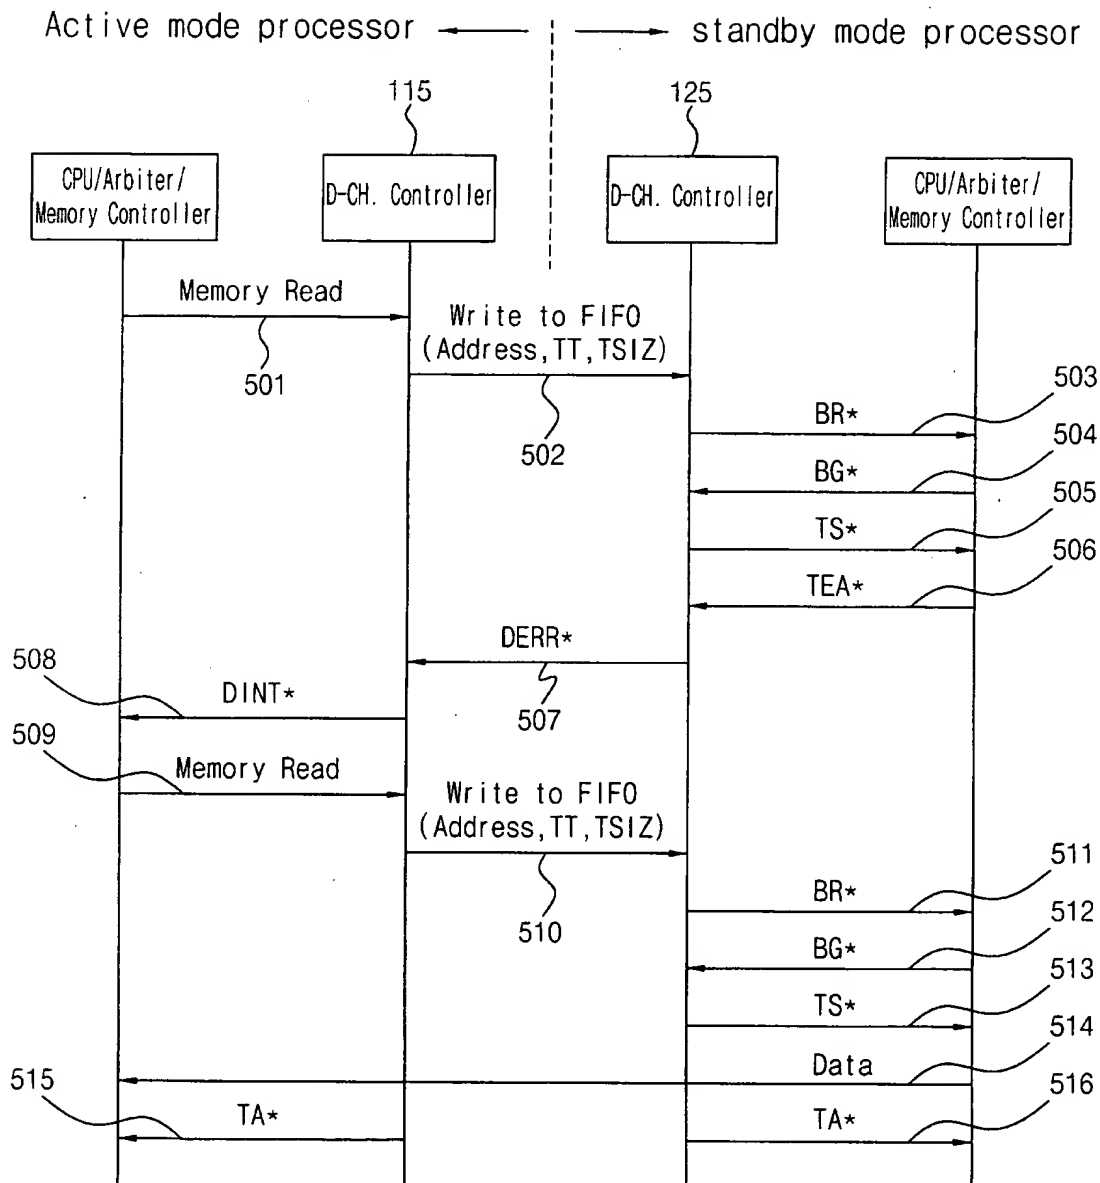 Active mode processor
standby mode processor
115
125
CPU/Arbiter/
Memory Controller
D-CH. Controller
D-CH. Controller
CPU/Arbiter/
Memory Controller
Memory Read
501
Write to FIFO
(Address,TT,TSIZ)
502
BR*
503
BG*
504
TS*
505
TEA*
506
DERR*
507
508
DINT*
509
Memory Read
Write to FIFO
(Address,TT,TSIZ)
510
BR*
511
BG*
512
TS*
513
Data
514
515
TA*
TA*
516